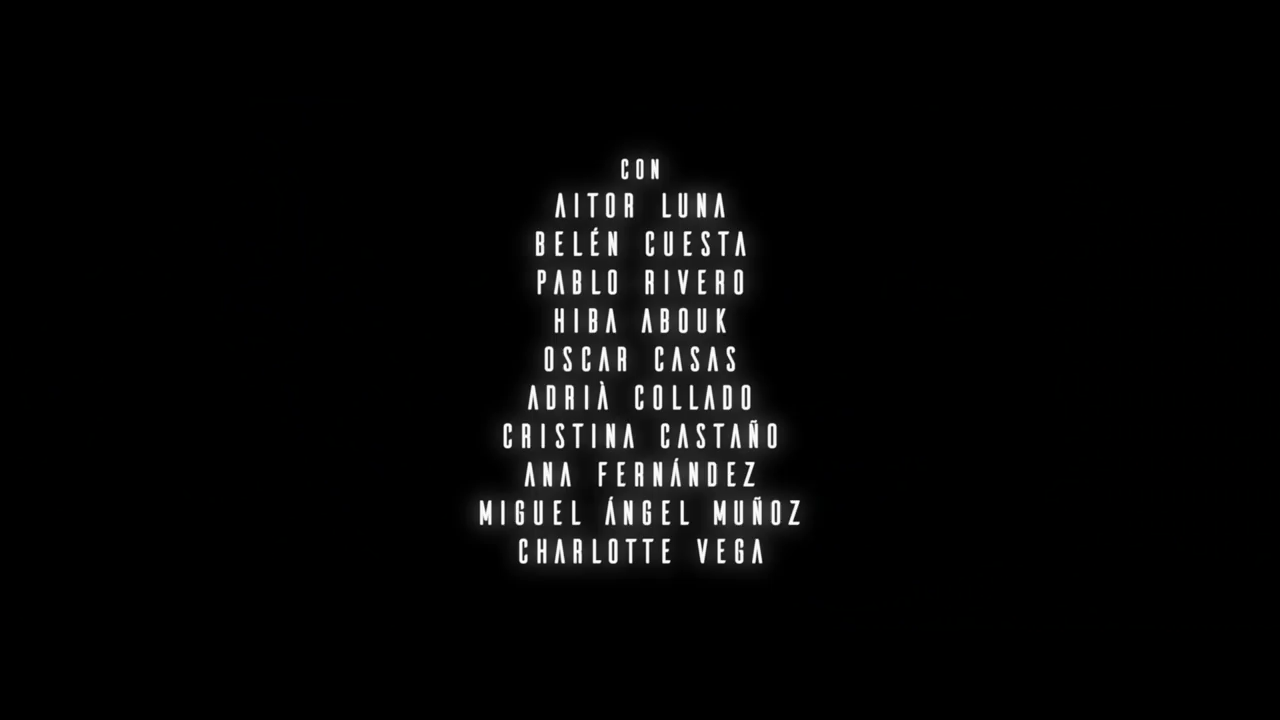 CON
AITOR LUNA
BELÉN CUESTA
PABLO RIVERO
HIBA ABOUK
OSCAR CASAS
ADRIÀ COLLADO
CRISTINA CASTAÑO
ANA FERNÁNDEZ
MIGUEL ÁNGEL MUÑOZ
CHARLOTTE VEGA